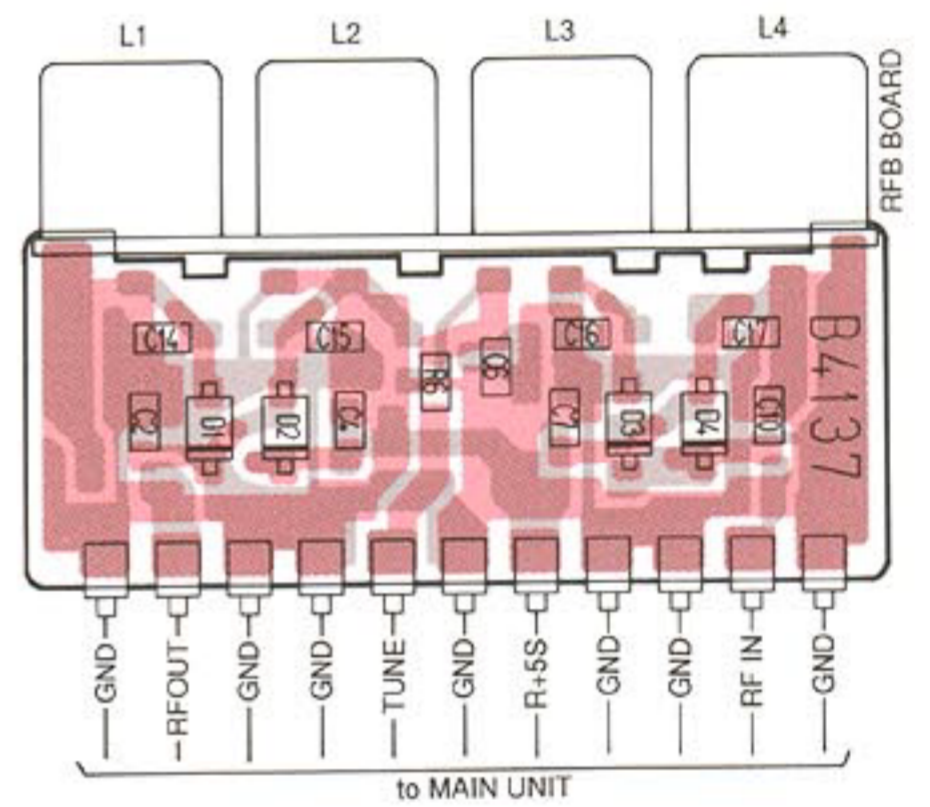 L1 L2 L3 L4
RFB BOARD
C14 C15 C16 C17
R6 C6
C2 D1 D2 C4 C7 D3 D4 C10
B4137
GND RFOUT GND GND TUNE GND R+5S GND GND RF IN GND
to MAIN UNIT